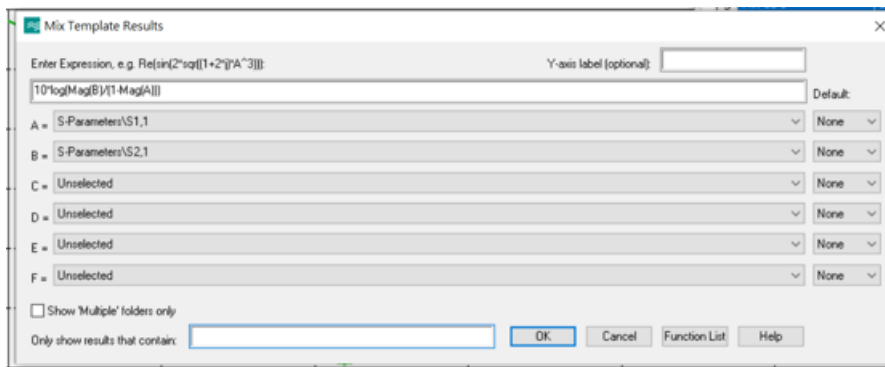 Mix Template Results
Enter Expression, e.g. Re(sin(2*sqr((1+2*j)*A^3))): Y-axis label (optional):
10*log(Mag(B)/(1-Mag(A))) Default:
A = S-Parameters\S1,1 None
B = S-Parameters\S2,1 None
C = Unselected None
D = Unselected None
E = Unselected None
F = Unselected None
Show 'Multiple' folders only
Only show results that contain: OK Cancel Function List Help